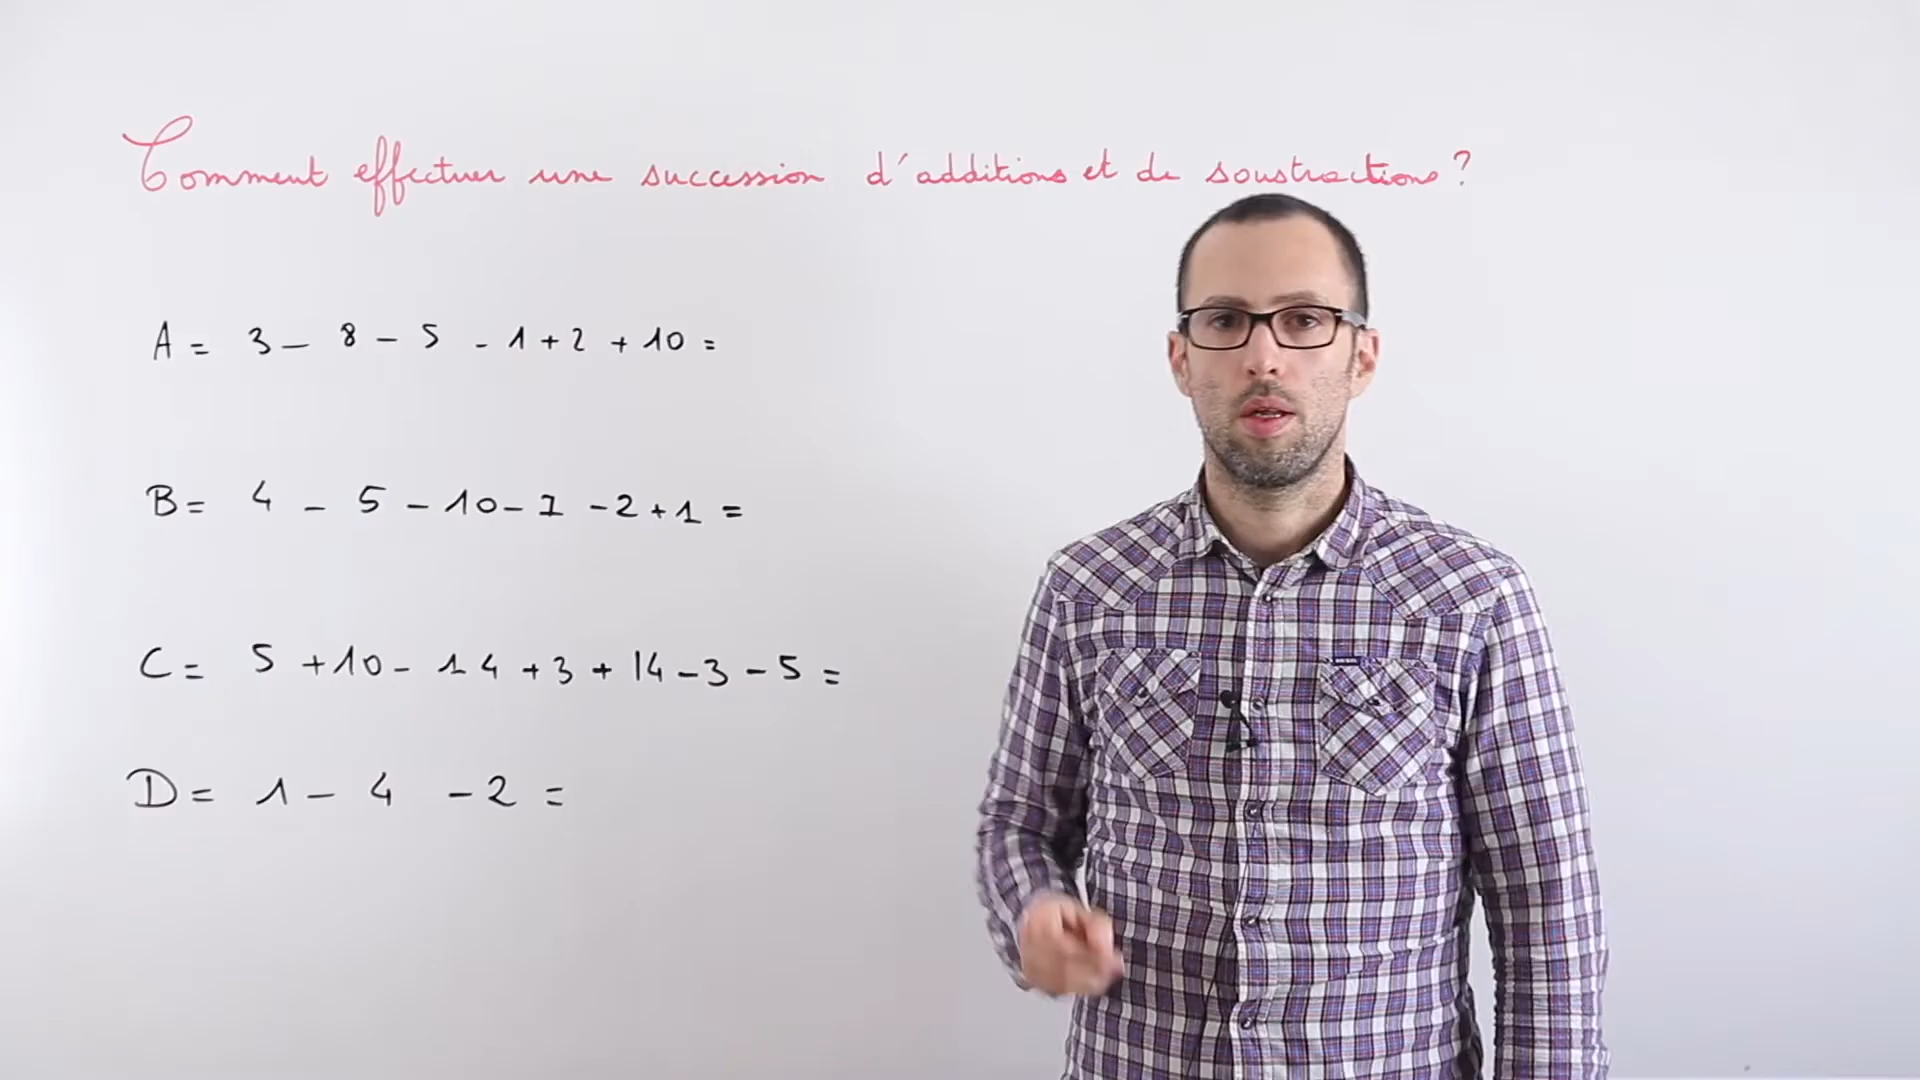 Comment effectuer une succession d'additions et de soustractions ?
A = 3 - 8 - 5 - 1 + 2 + 10 =
B = 4 - 5 - 10 - 1 - 2 + 1 =
C = 5 + 10 - 14 + 3 + 14 - 3 - 5 =
D = 1 - 4 - 2 =